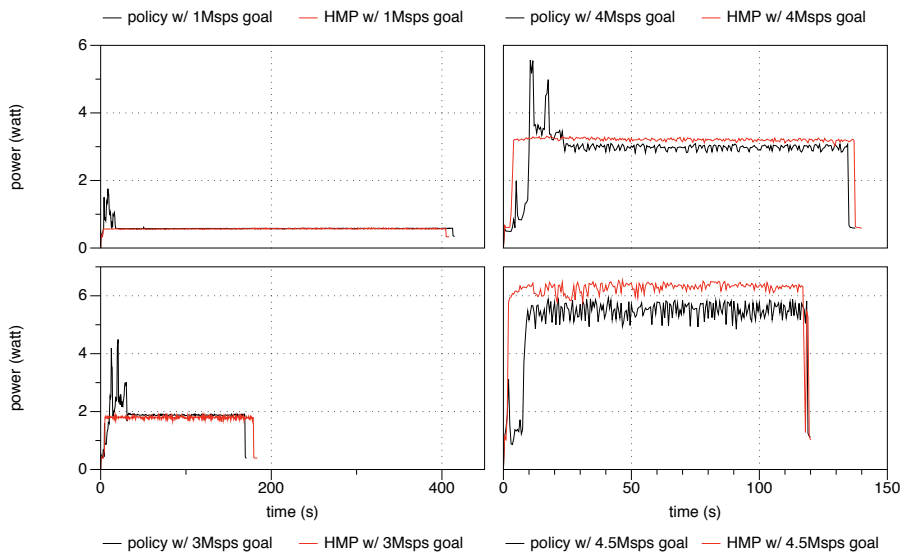 policy w/ 1Msps goal HMP w/ 1Msps goal policy w/ 4Msps goal HMP w/ 4Msps goal
6
4
2
0
power (watt)
6
4
2
0
power (watt)
0 200 400 0 50 100 150
time (s) time (s)
policy w/ 3Msps goal HMP w/ 3Msps goal policy w/ 4.5Msps goal HMP w/ 4.5Msps goal